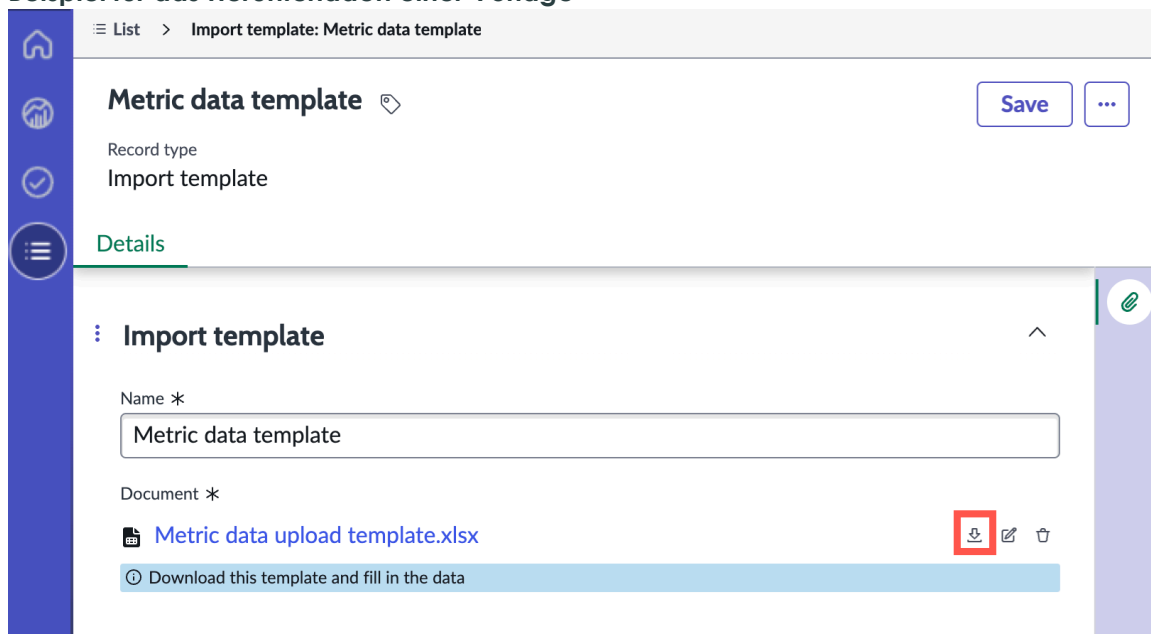 List > Import template: Metric data template
Metric data template
Save
Record type
Import template
Details
Import template
Name *
Metric data template
Document *
Metric data upload template.xlsx
Download this template and fill in the data